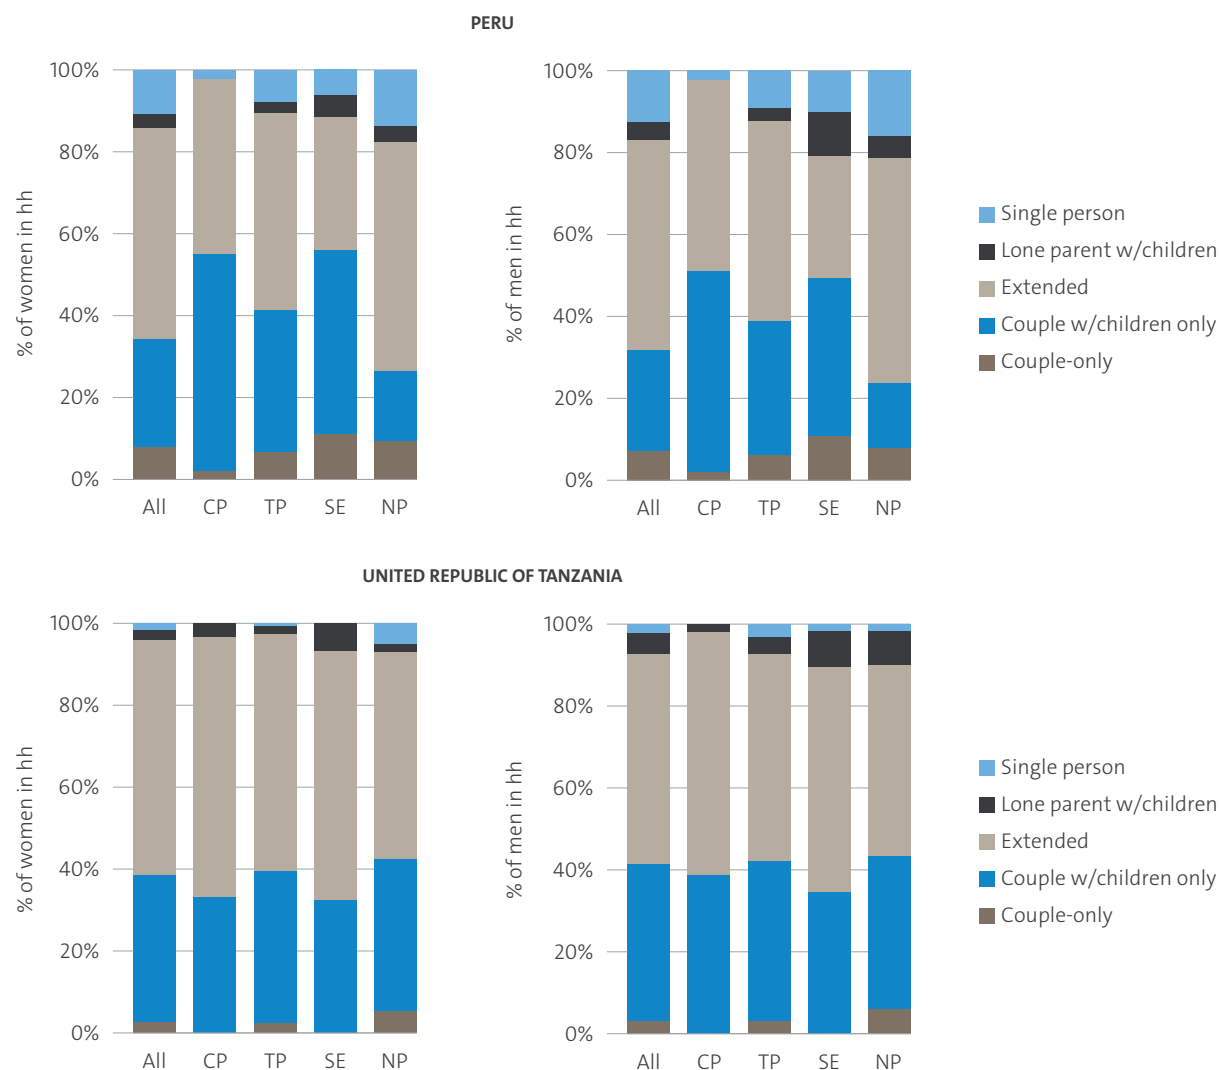 PERU
100%
80%
60%
40%
20%
0%
% of women in hh
All CP TP SE NP
100%
80%
60%
40%
20%
0%
% of men in hh
All CP TP SE NP
Single person
Lone parent w/children
Extended
Couple w/children only
Couple-only
UNITED REPUBLIC OF TANZANIA
100%
80%
60%
40%
20%
0%
% of women in hh
All CP TP SE NP
100%
80%
60%
40%
20%
0%
% of men in hh
All CP TP SE NP
Single person
Lone parent w/children
Extended
Couple w/children only
Couple-only